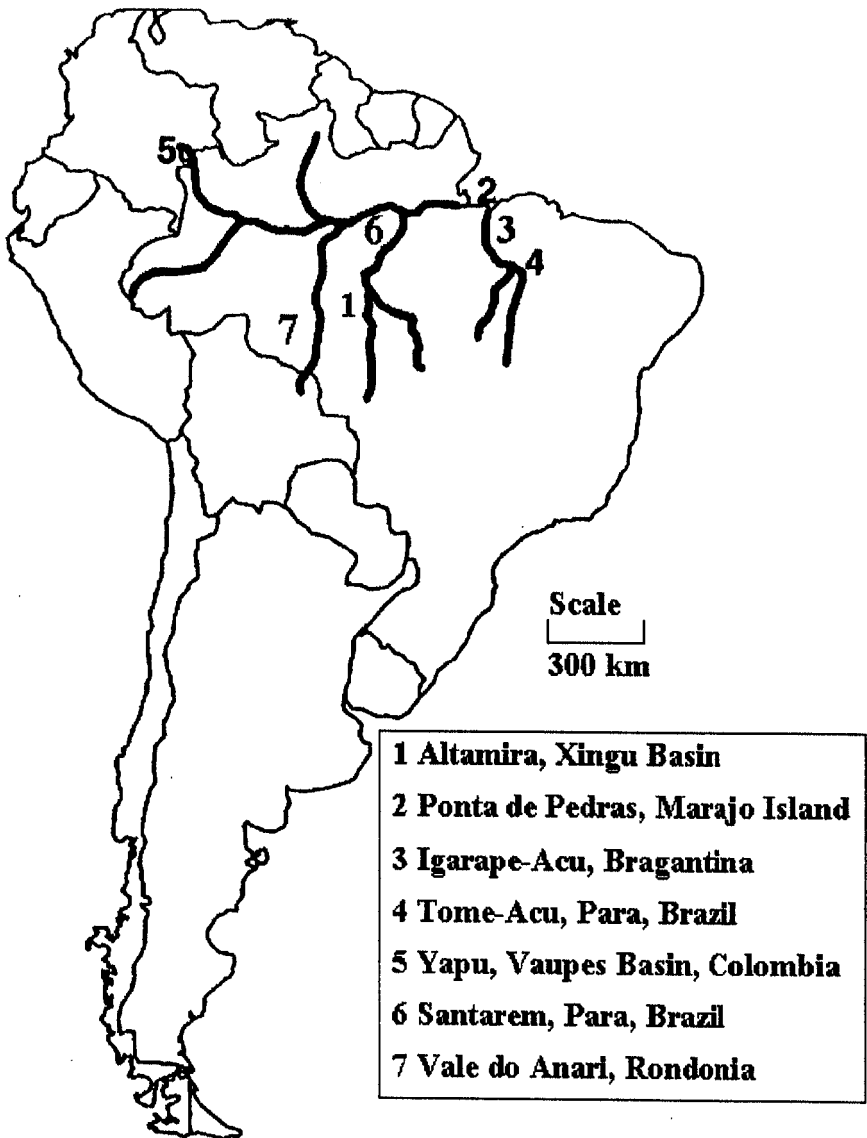 5
2
6
3
4
1
7
Scale
300 km
1 Altamira, Xingu Basin
2 Ponta de Pedras, Marajo Island
3 Igarape-Acu, Bragantina
4 Tome-Acu, Para, Brazil
5 Yapu, Vaupes Basin, Colombia
6 Santarem, Para, Brazil
7 Vale do Anari, Rondonia